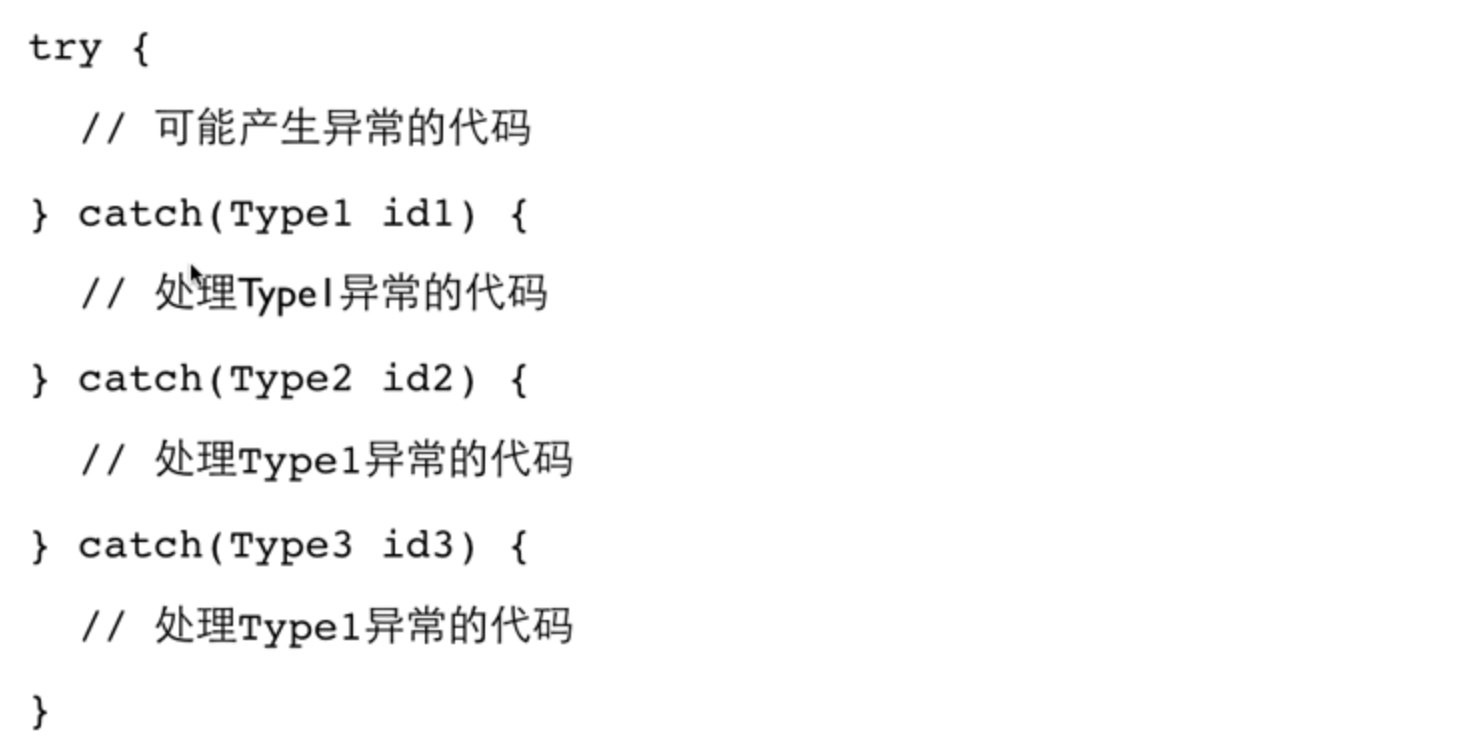 try {
// 可能产生异常的代码
} catch(Type1 id1) {
// 处理Type1异常的代码
} catch(Type2 id2) {
// 处理Type1异常的代码
} catch(Type3 id3) {
// 处理Type1异常的代码
}